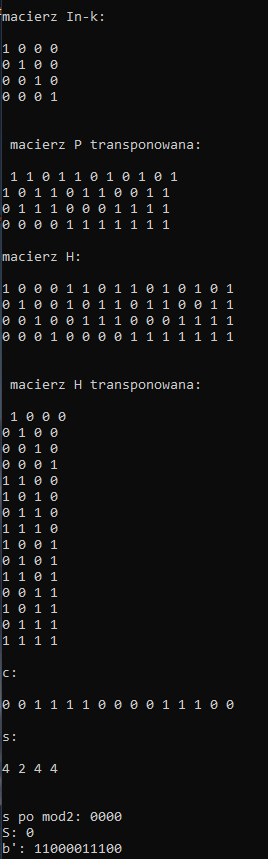 macierz In-k:
1 0 0 0
0 1 0 0
0 0 1 0
0 0 0 1
macierz P transponowana:
1 1 0 1 1 0 1 0 1 0 1
1 0 1 1 0 1 1 0 0 1 1
0 1 1 1 0 0 0 1 1 1 1
0 0 0 0 1 1 1 1 1 1 1
macierz H:
1 0 0 0 1 1 0 1 1 0 1 0 1 0 1
0 1 0 0 1 0 1 1 0 1 1 0 0 1 1
0 0 1 0 0 1 1 1 0 0 0 1 1 1 1
0 0 0 1 0 0 0 0 1 1 1 1 1 1 1
macierz H transponowana:
1 0 0 0
0 1 0 0
0 0 1 0
0 0 0 1
1 1 0 0
1 0 1 0
0 1 1 0
1 1 1 0
1 0 0 1
0 1 0 1
1 1 0 1
0 0 1 1
1 0 1 1
0 1 1 1
1 1 1 1
c:
0 0 1 1 1 1 0 0 0 0 1 1 1 0 0
s:
4 2 4 4
s po mod2: 0000
S: 0
b': 11000011100